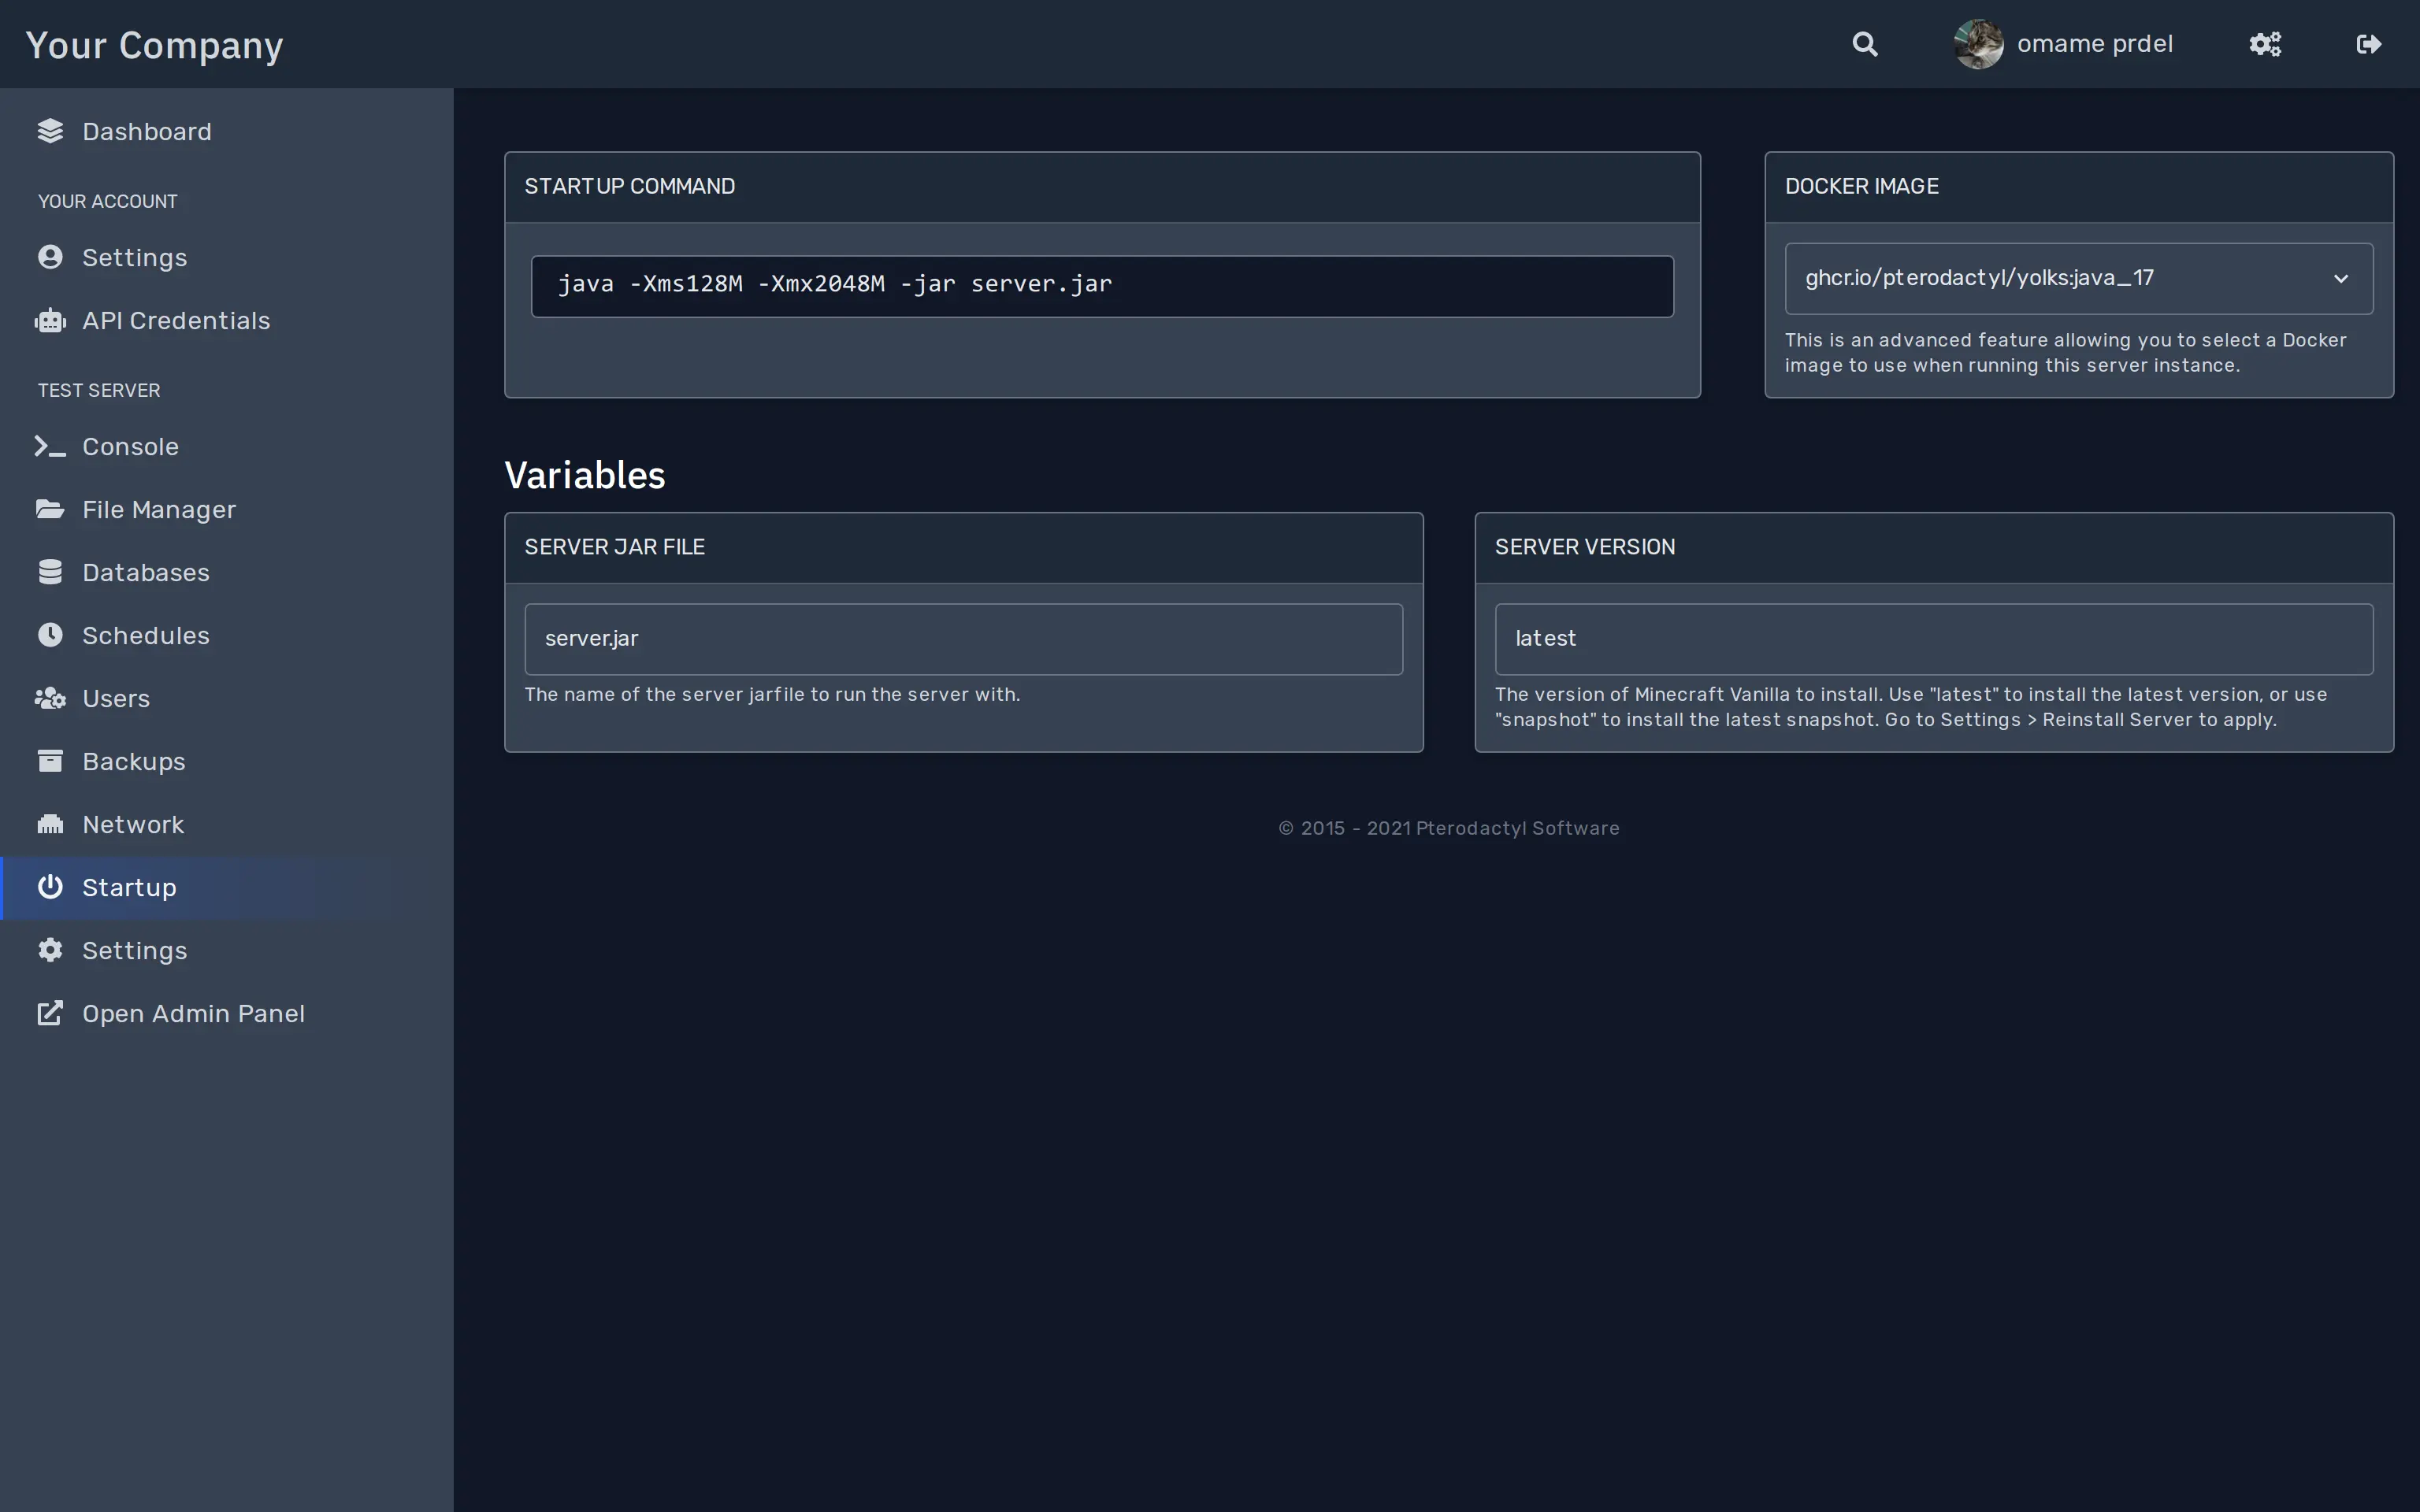 Your Company
omame prdel
Dashboard
YOUR ACCOUNT
Settings
API Credentials
TEST SERVER
Console
File Manager
Databases
Schedules
Users
Backups
Network
Startup
Settings
Open Admin Panel
STARTUP COMMAND
java -Xms128M -Xmx2048M -jar server.jar
DOCKER IMAGE
ghcr.io/pterodactyl/yolks:java_17
This is an advanced feature allowing you to select a Docker
image to use when running this server instance.
Variables
SERVER JAR FILE
server.jar
The name of the server jarfile to run the server with.
SERVER VERSION
latest
The version of Minecraft Vanilla to install. Use "latest" to install the latest version, or use
"snapshot" to install the latest snapshot. Go to Settings > Reinstall Server to apply.
© 2015 - 2021 Pterodactyl Software